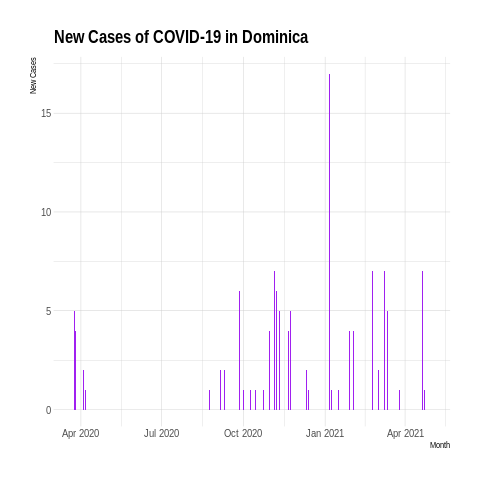 New Cases of COVID-19 in Dominica
New Cases
15
10
5
0
Apr 2020 Jul 2020 Oct 2020 Jan 2021 Apr 2021
Month